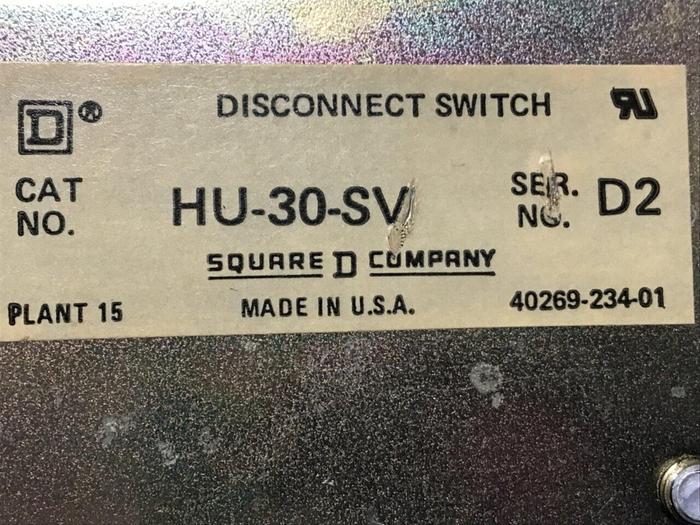 DISCONNECT SWITCH
D ®
CAT NO. HU-30-SV SER. NO. D2
SQUARE D COMPANY
PLANT 15 MADE IN U.S.A. 40269-234-01